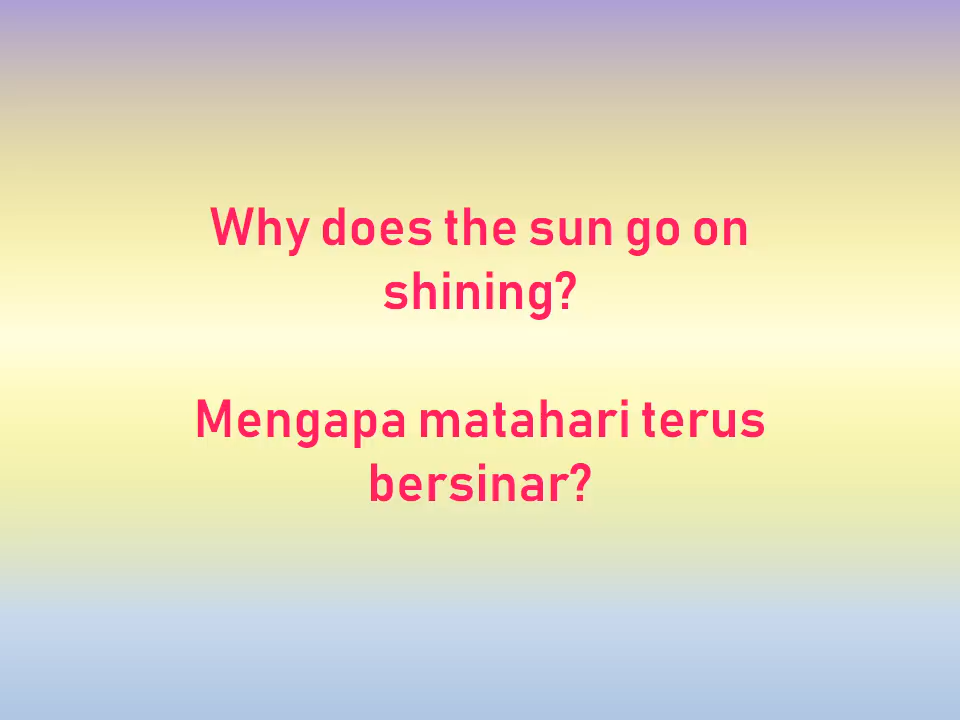 Why does the sun go on
shining?
Mengapa matahari terus
bersinar?